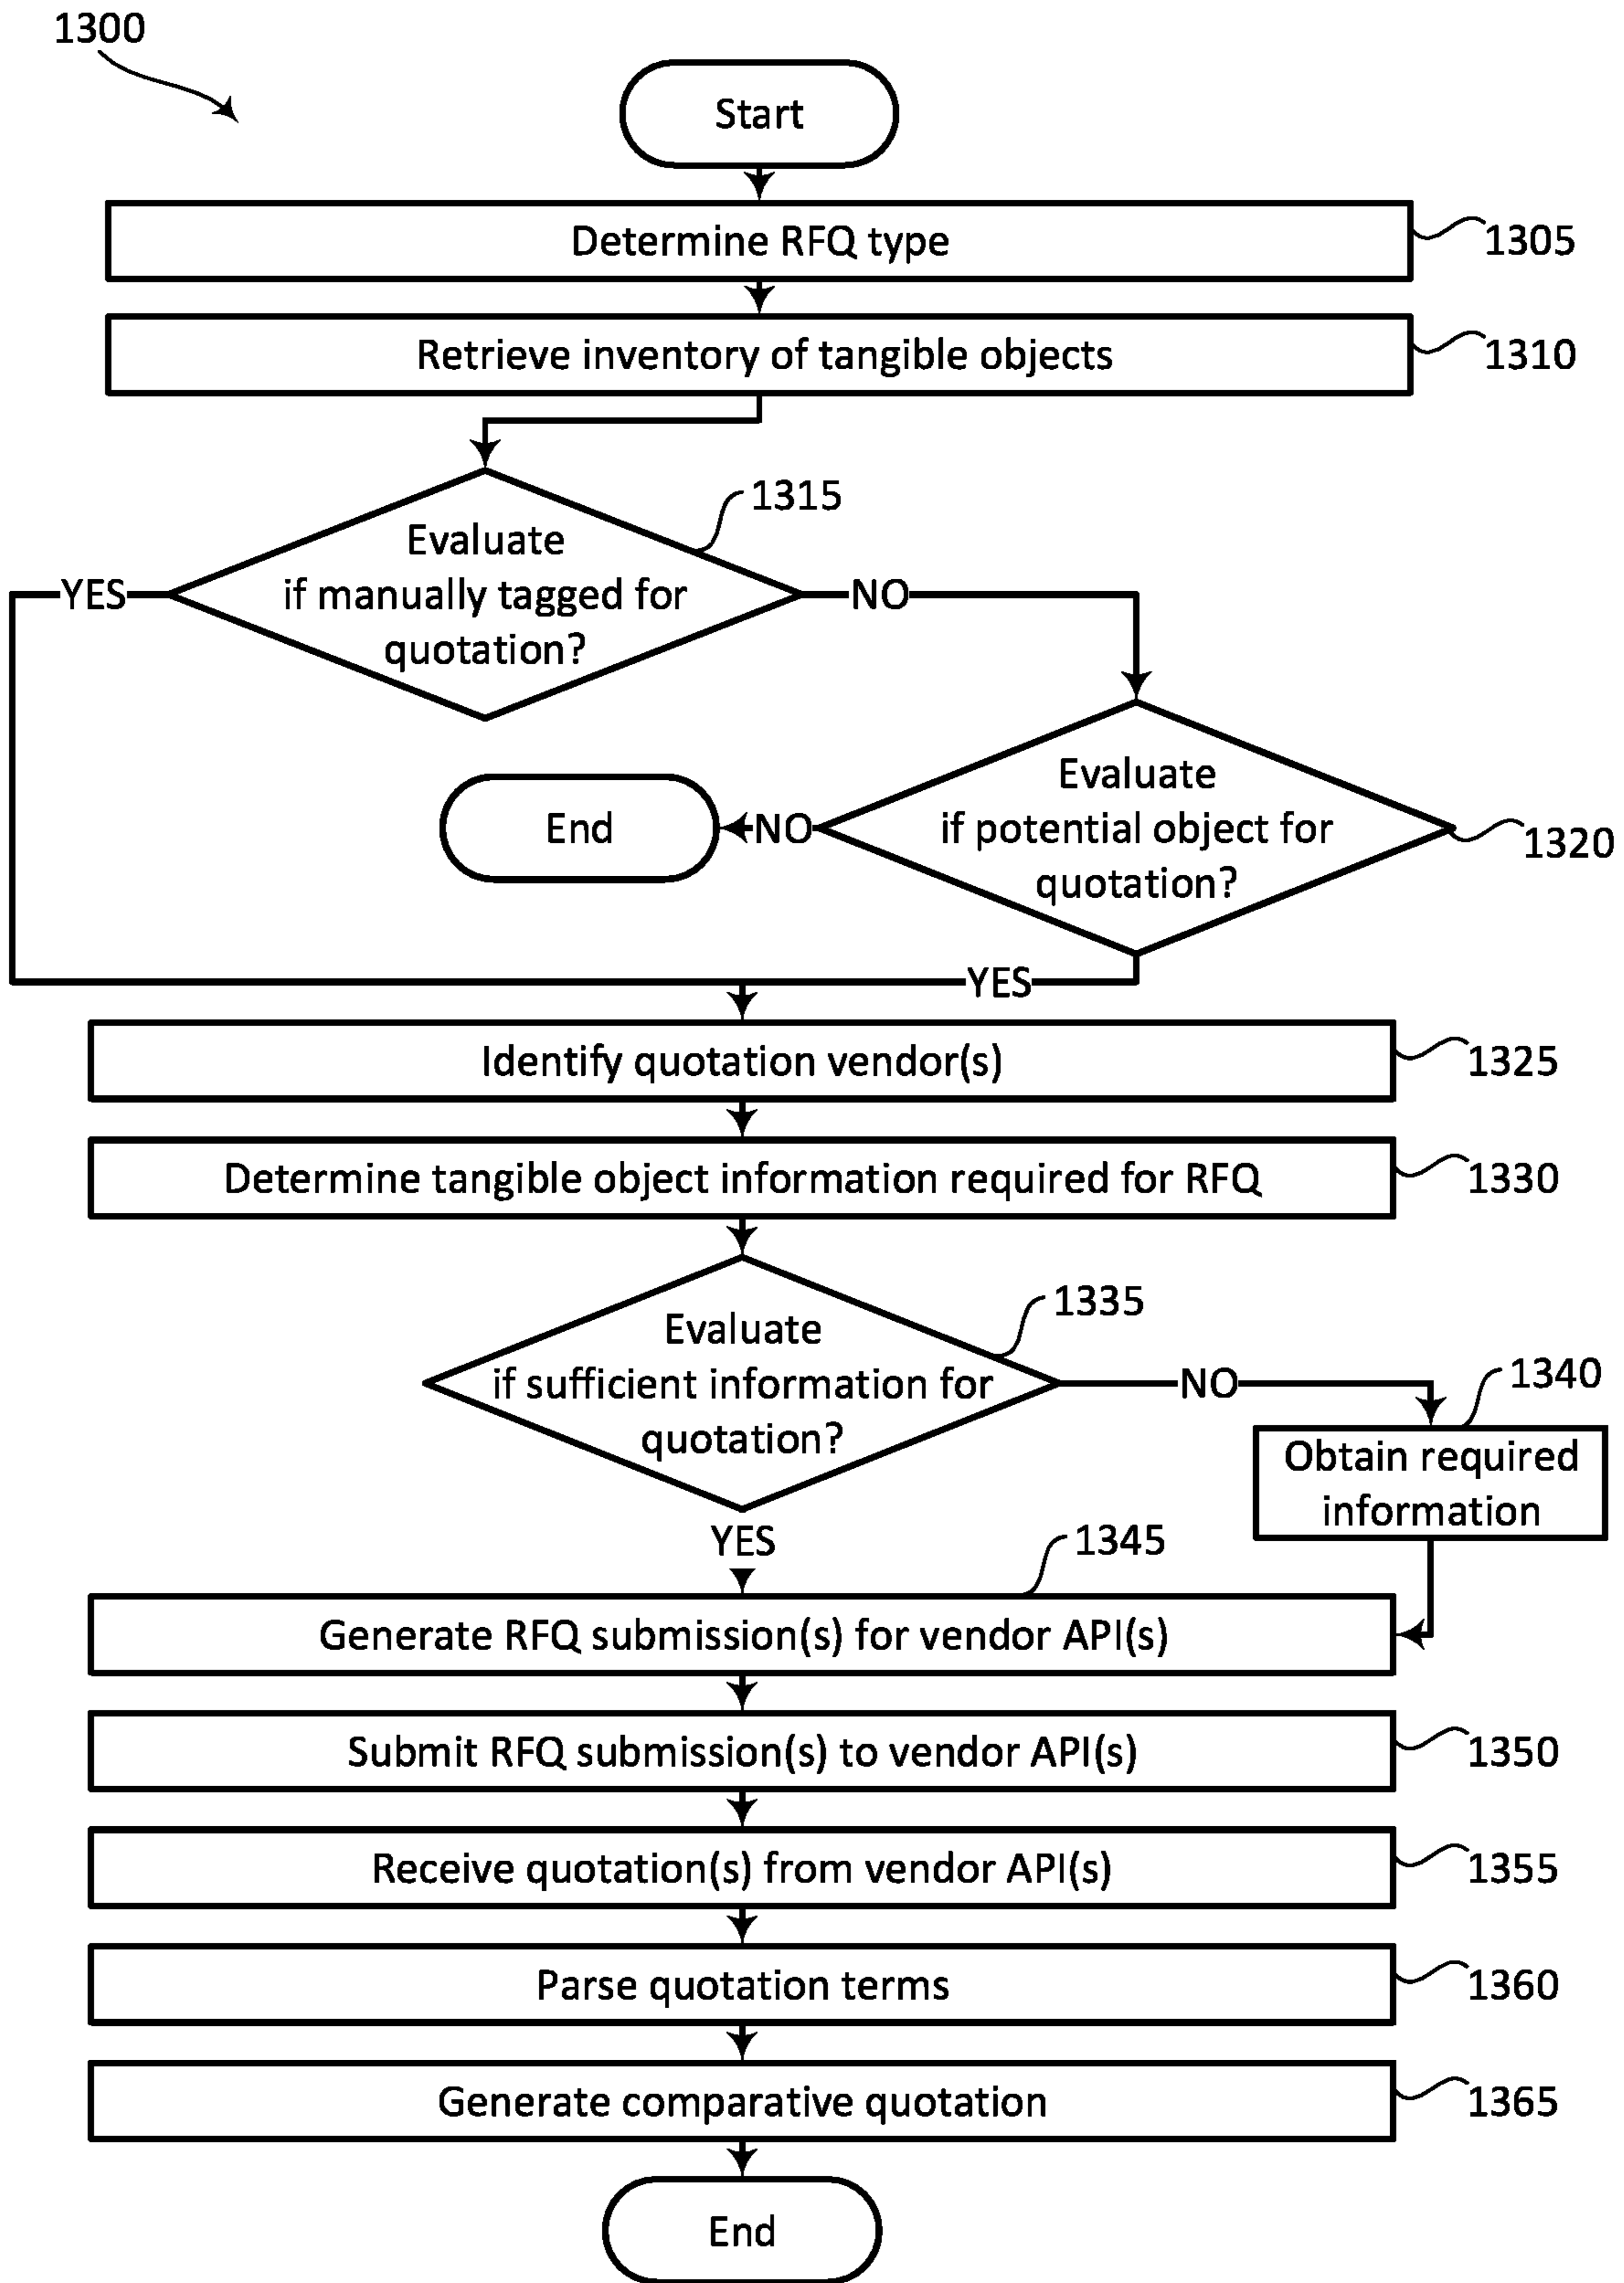 1300
Start
Determine RFQ type
1305
Retrieve inventory of tangible objects
1310
1315
Evaluate
if manually tagged for
quotation?
YES
NO
Evaluate
if potential object for
quotation?
1320
End
NO
YES
Identify quotation vendor(s)
1325
Determine tangible object information required for RFQ
1330
1335
Evaluate
if sufficient information for
quotation?
NO
1340
Obtain required
information
YES
1345
Generate RFQ submission(s) for vendor API(s)
Submit RFQ submission(s) to vendor API(s)
1350
Receive quotation(s) from vendor API(s)
1355
Parse quotation terms
1360
Generate comparative quotation
1365
End